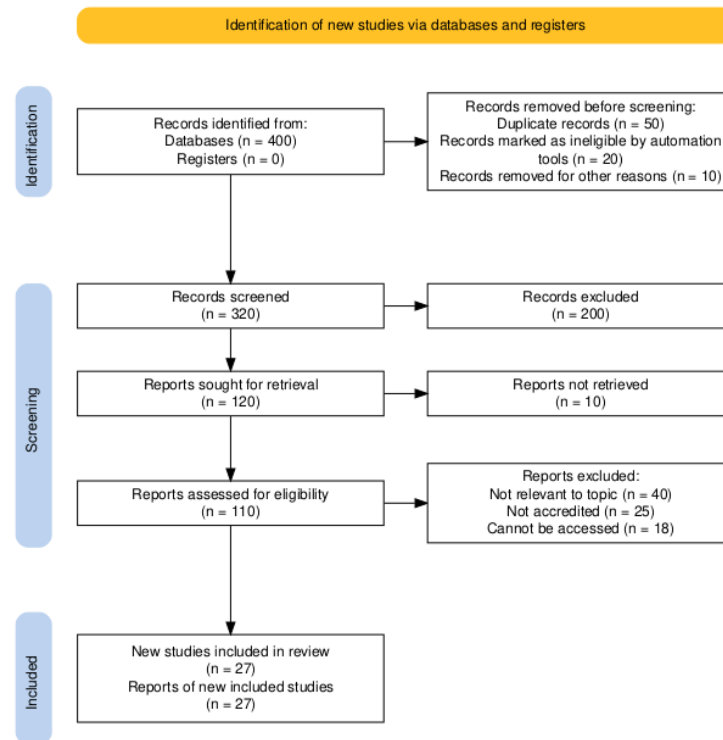 Identification of new studies via databases and registers
Identification
Records identified from:
Databases (n = 400)
Registers (n = 0)
Records removed before screening:
Duplicate records (n = 50)
Records marked as ineligible by automation
tools (n = 20)
Records removed for other reasons (n = 10)
Screening
Records screened
(n = 320)
Records excluded
(n = 200)
Reports sought for retrieval
(n = 120)
Reports not retrieved
(n = 10)
Reports assessed for eligibility
(n = 110)
Reports excluded:
Not relevant to topic (n = 40)
Not accredited (n = 25)
Cannot be accessed (n = 18)
Included
New studies included in review
(n = 27)
Reports of new included studies
(n = 27)